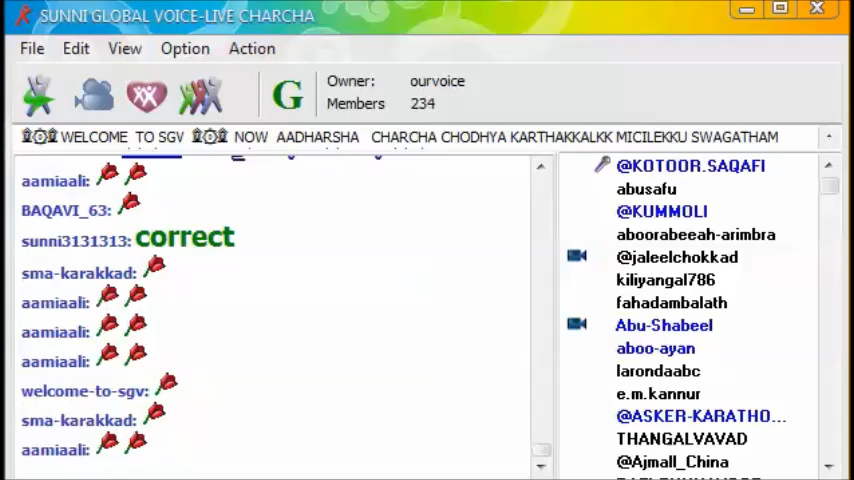 SUNNI GLOBAL VOICE-LIVE CHARCHA
File Edit View Option Action
G
Owner: ourvoice
Members 234
WELCOME TO SGV NOW AADHARSHA CHARCHA CHODHYA KARTHAKKALKK MICILEKKU SWAGATHAM
aamiaali:
BAQAVI_63:
sunni3131313: correct
sma-karakkad:
aamiaali:
aamiaali:
aamiaali:
welcome-to-sgv:
sma-karakkad:
aamiaali:
@KOTOOR.SAQAFI
abusafu
@KUMMOLI
aboorabeeah-arimbra
@jaleelchokkad
kiliyangal786
fahadambalath
Abu-Shabeel
aboo-ayan
larondaabc
e.m.kannur
@ASKER-KARATHO...
THANGALVAVAD
@Ajmall_China